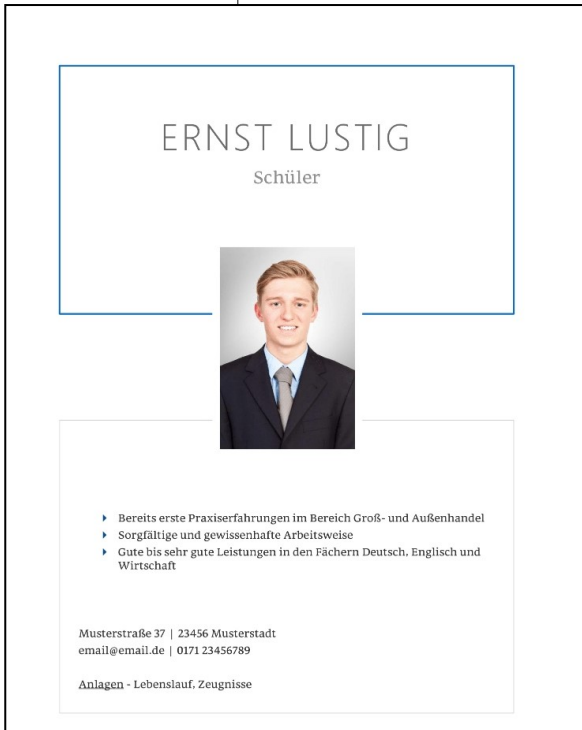 ERNST LUSTIG
Schüler
Bereits erste Praxiserfahrungen im Bereich Groß- und Außenhandel
Sorgfältige und gewissenhafte Arbeitsweise
Gute bis sehr gute Leistungen in den Fächern Deutsch, Englisch und
Wirtschaft
Musterstraße 37 | 23456 Musterstadt
email@email.de | 0171 23456789
Anlagen - Lebenslauf, Zeugnisse